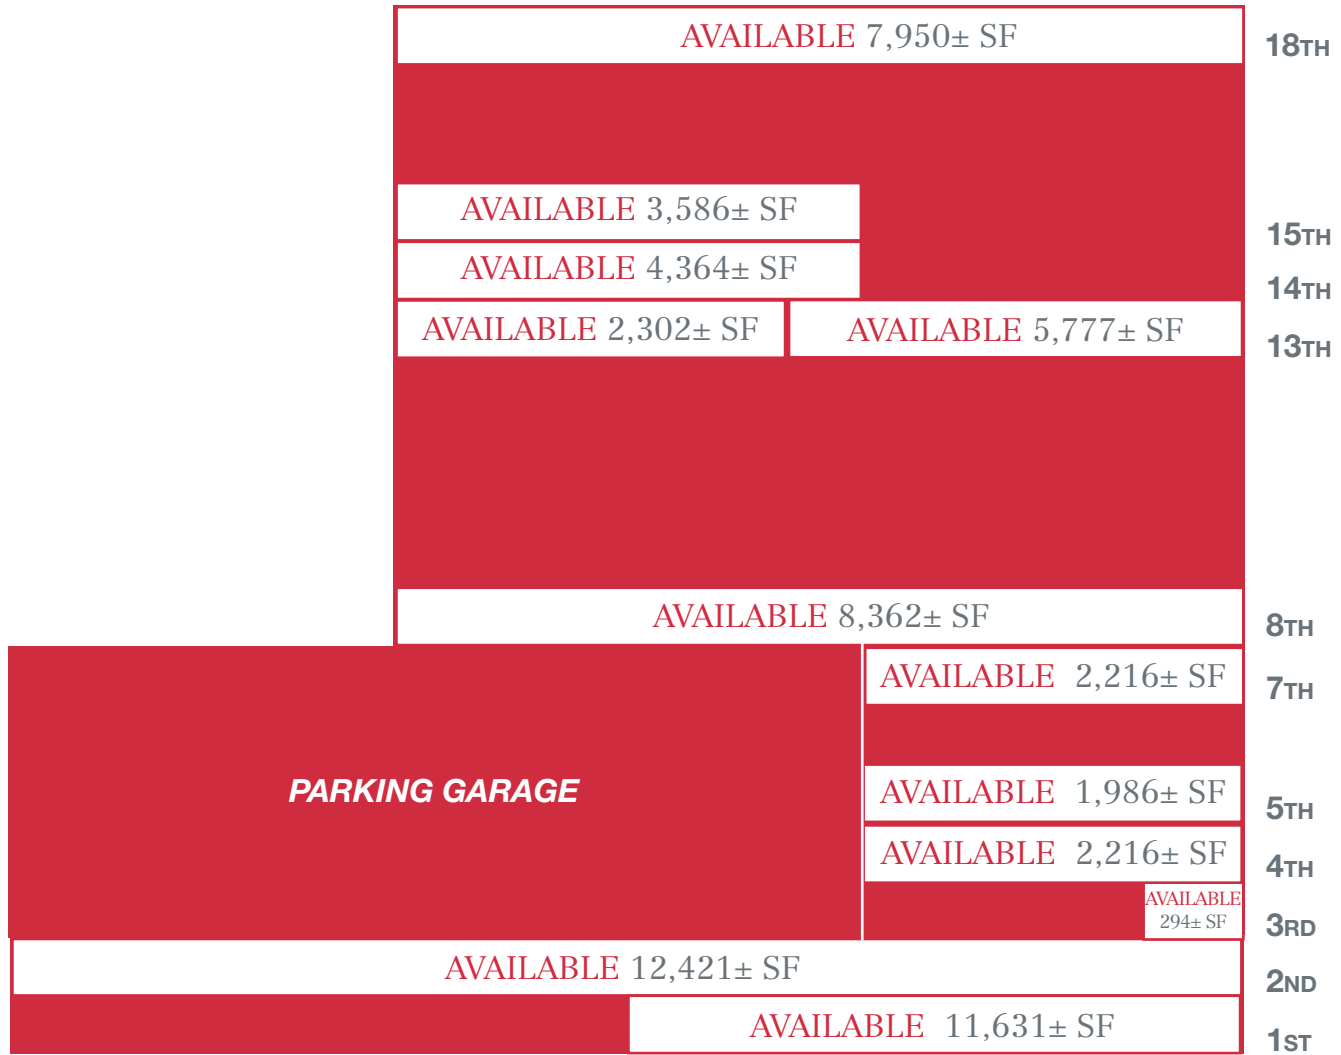 AVAILABLE 7,950± SF
18TH
AVAILABLE 3,586± SF
15TH
AVAILABLE 4,364± SF
14TH
AVAILABLE 2,302± SF
AVAILABLE 5,777± SF
13TH
AVAILABLE 8,362± SF
8TH
AVAILABLE 2,216± SF
7TH
PARKING GARAGE
AVAILABLE 1,986± SF
5TH
AVAILABLE 2,216± SF
4TH
AVAILABLE
294± SF
3RD
AVAILABLE 12,421± SF
2ND
AVAILABLE 11,631± SF
1ST